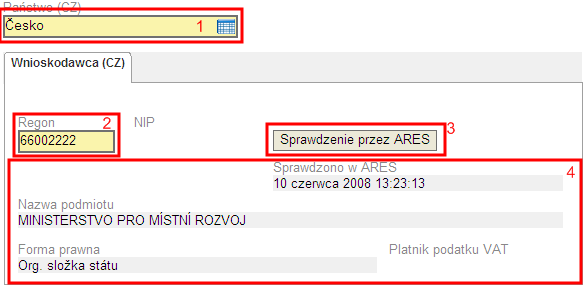 Państwo (CZ)
Česko 1
Wnioskodawca (CZ)
Regon 2 NIP
66002222 Sprawdzenie przez ARES 3
Sprawdzono w ARES 4
10 czerwca 2008 13:23:13
Nazwa podmiotu
MINISTERSTVO PRO MÍSTNÍ ROZVOJ
Forma prawna Płatnik podatku VAT
Org. složka státu